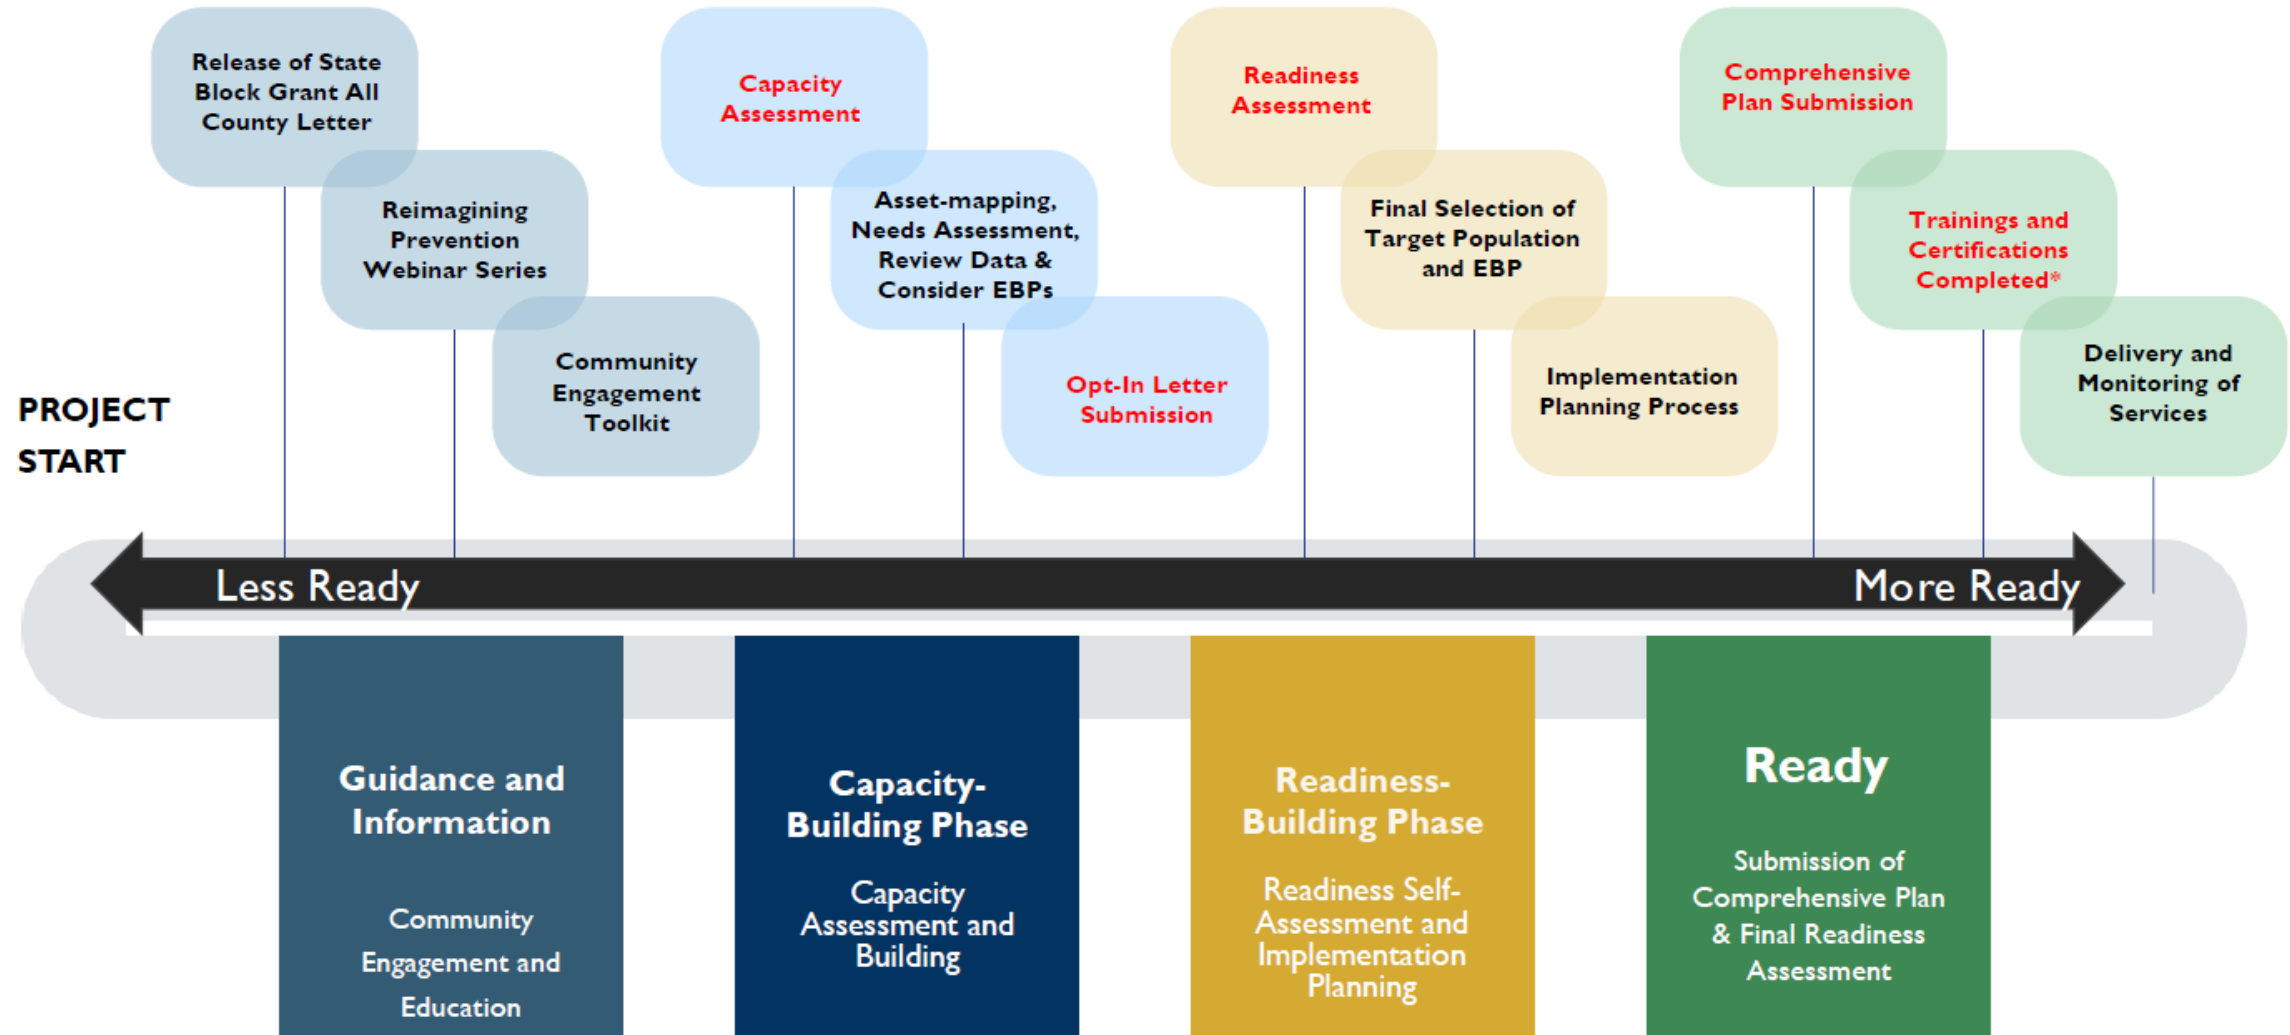 Release of State
Block Grant All
County Letter
Reimagining
Prevention
Webinar Series
Community
Engagement
Toolkit
Capacity
Assessment
Asset-mapping,
Needs Assessment,
Review Data &
Consider EBPs
Opt-In Letter
Submission
Readiness
Assessment
Final Selection of
Target Population
and EBP
Implementation
Planning Process
Comprehensive
Plan Submission
Trainings and
Certifications
Completed*
Delivery and
Monitoring of
Services
PROJECT
START
Less Ready
More Ready
Guidance and
Information
Community
Engagement and
Education
Capacity-
Building Phase
Capacity
Assessment and
Building
Readiness-
Building Phase
Readiness Self-
Assessment and
Implementation
Planning
Ready
Submission of
Comprehensive Plan
& Final Readiness
Assessment